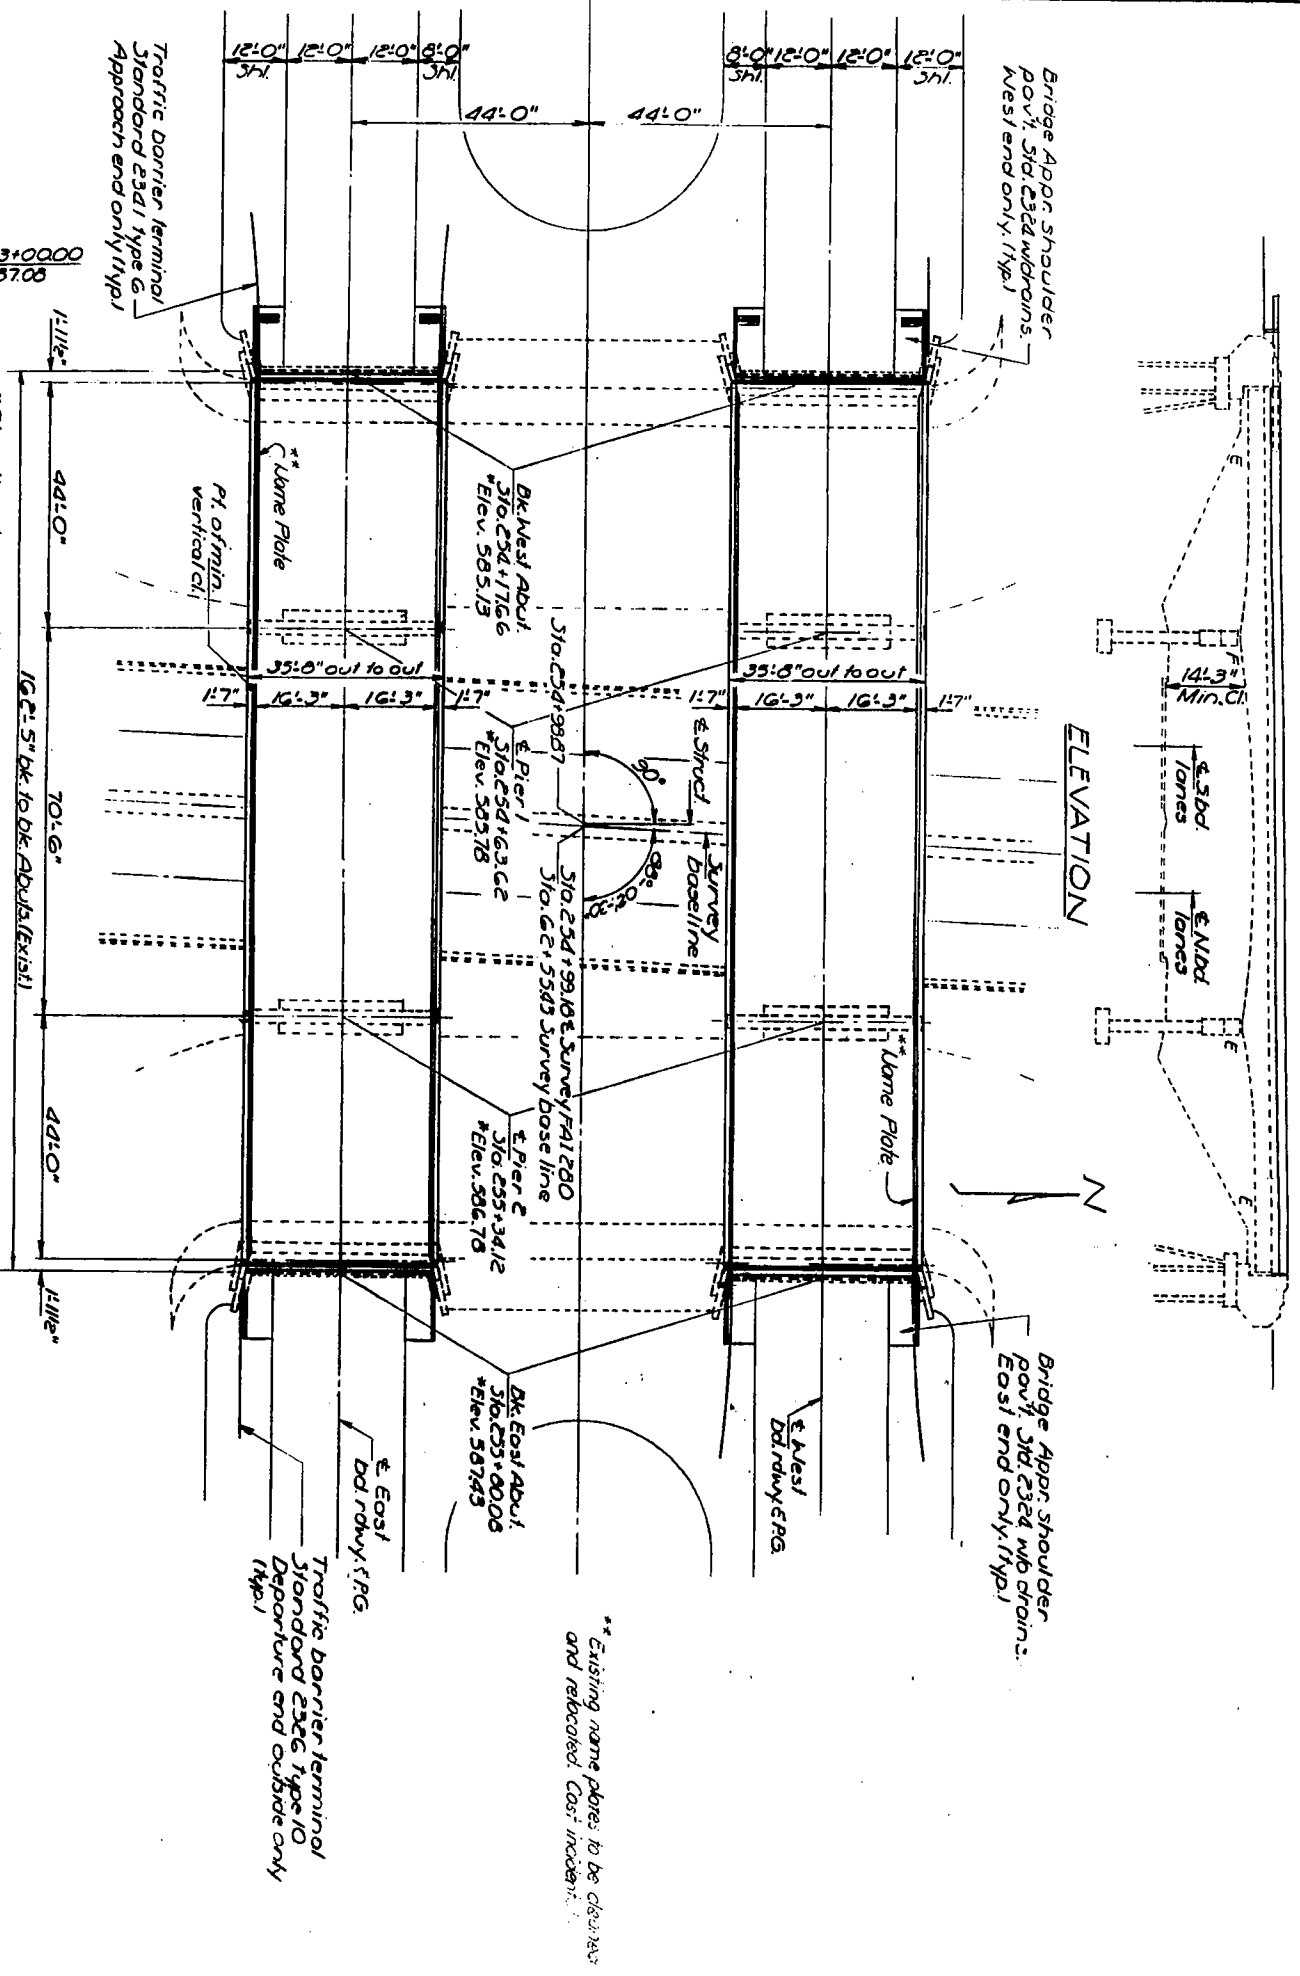 14'-3"
Min. Cl.
℄ S.bd.
lanes
℄ N.bd.
lanes
E
F
E
E
ELEVATION
N
Bridge Appr. shoulder
pav't. Std. 2324 w/drains.
West end only. (typ.)
Bridge Appr. shoulder
pav't. Std. 2324 w/o drains.
East end only. (typ.)
12'-0"
Shl.
12'-0"
12'-0"
8'-0"
Shl.
44'-0"
44'-0"
8'-0"
Shl.
12'-0"
12'-0"
12'-0"
Shl.
** Name Plate
1'-7"
16'-3"
16'-3"
1'-7"
35'-8" out to out
℄ West
bd. rdwy. & P.G.
Survey
baseline
℄ Struct.
90°
Sta. 254+98.87
Sta. 254+99.18 ℄ Survey FAI 280
Sta. 62+55.43 Survey base line
Bk. West Abut.
Sta. 254+17.66
*Elev. 585.13
℄ Pier 1
Sta. 254+63.62
*Elev. 585.78
℄ Pier 2
Sta. 255+34.12
*Elev. 586.78
Bk. East Abut.
Sta. 255+80.08
*Elev. 587.43
1'-7"
16'-3"
16'-3"
1'-7"
35'-8" out to out
** Name Plate
Pt. of min.
vertical cl.
℄ East
bd. rdwy. & P.G.
Traffic barrier terminal
Standard 2341 type 6
Approach end only (typ.)
Traffic barrier terminal
Standard 2326 type 10
Departure end outside only
(typ.)
1'-11½"
44'-0"
70'-6"
44'-0"
1'-11½"
162'-5" bk. to bk. Abuts. (Exist.)
3+00.00
87.08
** Existing name plates to be cleaned
and relocated. Cost